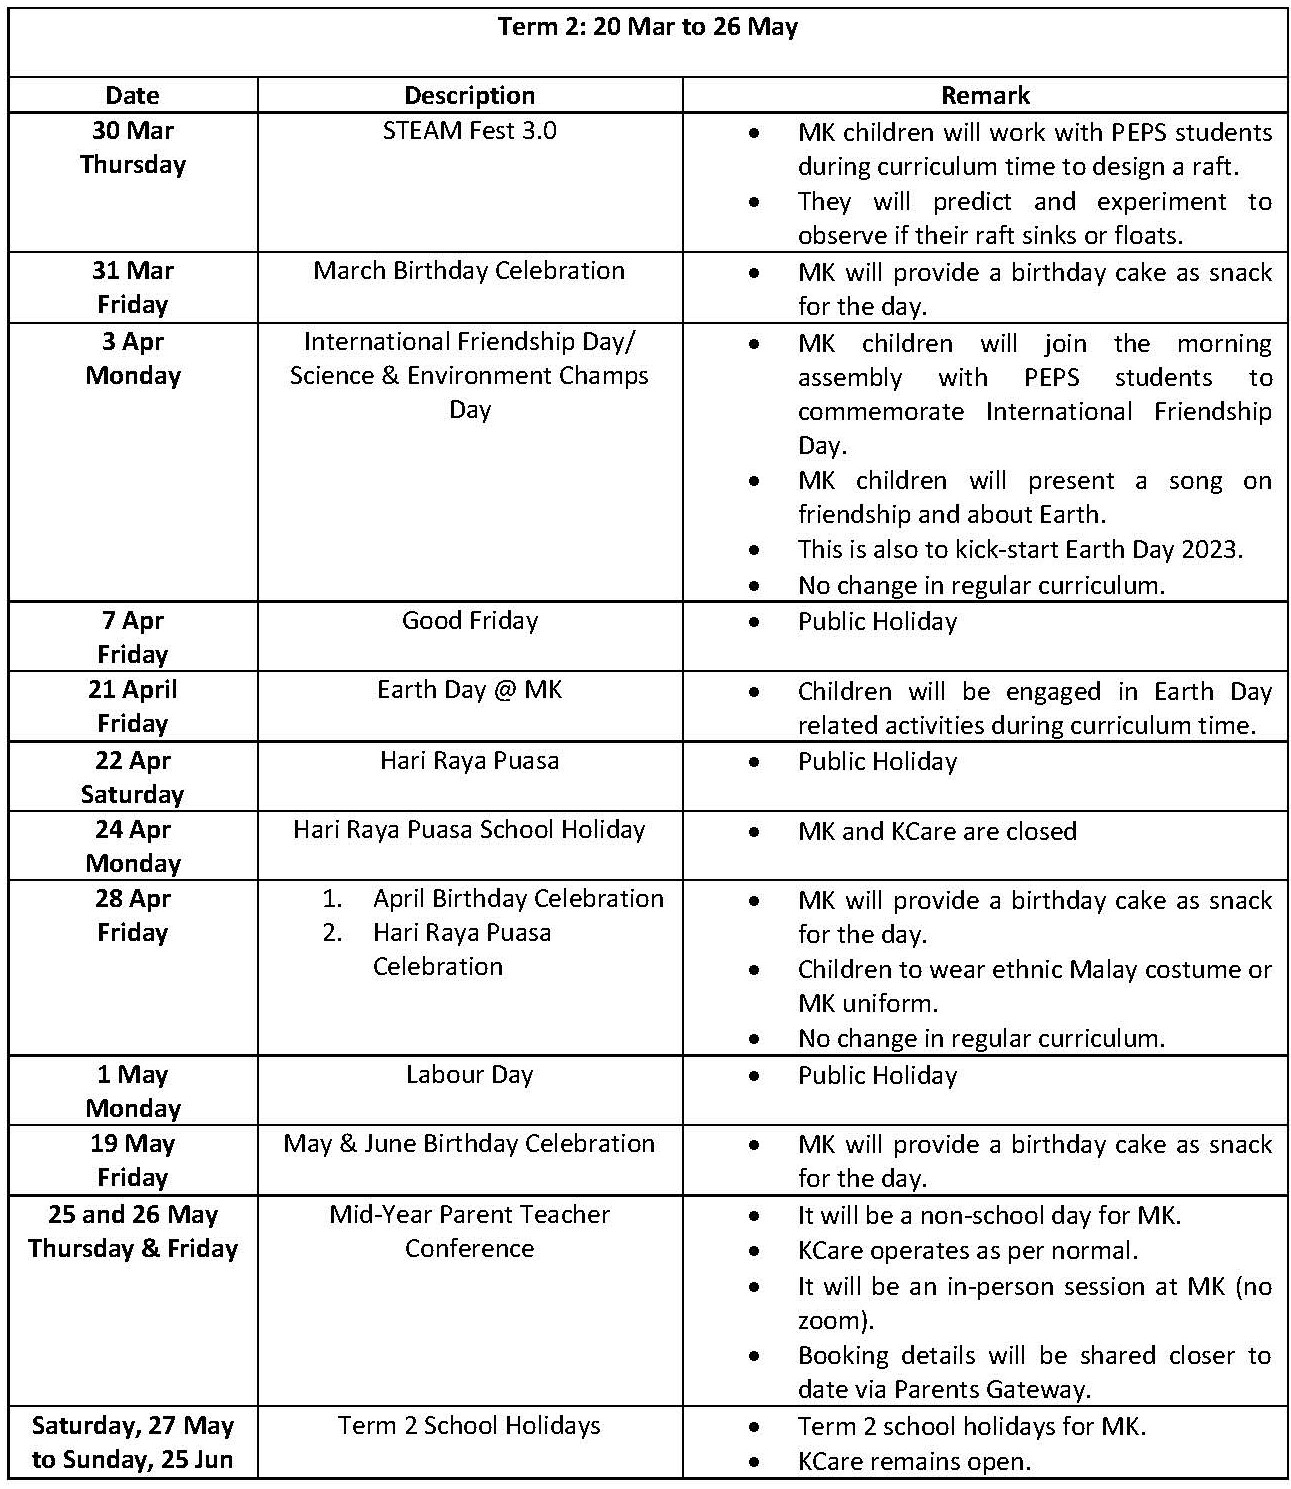 Term 2: 20 Mar to 26 May
Date
Description
Remark
30 Mar
Thursday
STEAM Fest 3.0
• MK children will work with PEPS students
during curriculum time to design a raft.
• They will predict and experiment to
observe if their raft sinks or floats.
31 Mar
Friday
March Birthday Celebration
• MK will provide a birthday cake as snack
for the day.
3 Apr
Monday
International Friendship Day/
Science & Environment Champs
Day
• MK children will join the morning
assembly with PEPS students to
commemorate International Friendship
Day.
• MK children will present a song on
friendship and about Earth.
• This is also to kick-start Earth Day 2023.
• No change in regular curriculum.
7 Apr
Friday
Good Friday
• Public Holiday
21 April
Friday
Earth Day @ MK
• Children will be engaged in Earth Day
related activities during curriculum time.
22 Apr
Saturday
Hari Raya Puasa
• Public Holiday
24 Apr
Monday
Hari Raya Puasa School Holiday
• MK and KCare are closed
28 Apr
Friday
1. April Birthday Celebration
2. Hari Raya Puasa
Celebration
• MK will provide a birthday cake as snack
for the day.
• Children to wear ethnic Malay costume or
MK uniform.
• No change in regular curriculum.
1 May
Monday
Labour Day
• Public Holiday
19 May
Friday
May & June Birthday Celebration
• MK will provide a birthday cake as snack
for the day.
25 and 26 May
Thursday & Friday
Mid-Year Parent Teacher
Conference
• It will be a non-school day for MK.
• KCare operates as per normal.
• It will be an in-person session at MK (no
zoom).
• Booking details will be shared closer to
date via Parents Gateway.
Saturday, 27 May
to Sunday, 25 Jun
Term 2 School Holidays
• Term 2 school holidays for MK.
• KCare remains open.